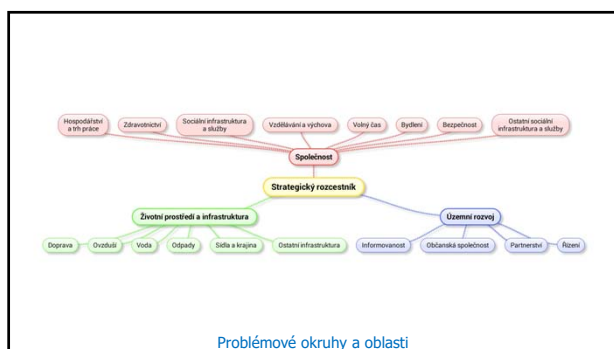 Hospodářství
a trh práce
Zdravotnictví
Sociální infrastruktura
a služby
Vzdělávání a výchova
Volný čas
Bydlení
Bezpečnost
Ostatní sociální
infrastruktura a služby
Společnost
Strategický rozcestník
Životní prostředí a infrastruktura
Územní rozvoj
Doprava
Ovzduší
Voda
Odpady
Sídla a krajina
Ostatní infrastruktura
Informovanost
Občanská společnost
Partnerství
Řízení
Problémové okruhy a oblasti